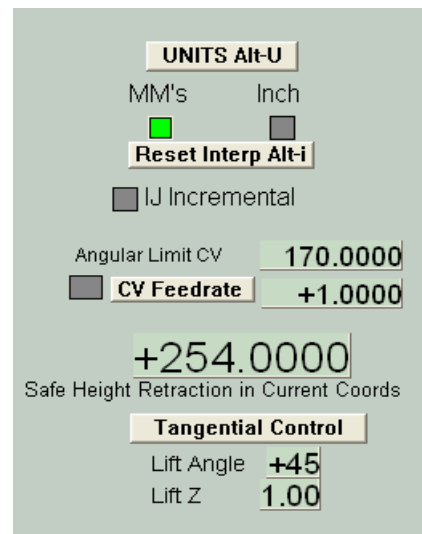 UNITS Alt-U
MM's Inch
Reset Interp Alt-i
IJ Incremental
Angular Limit CV 170.0000
CV Feedrate +1.0000
+254.0000
Safe Height Retraction in Current Coords
Tangential Control
Lift Angle +45
Lift Z 1.00